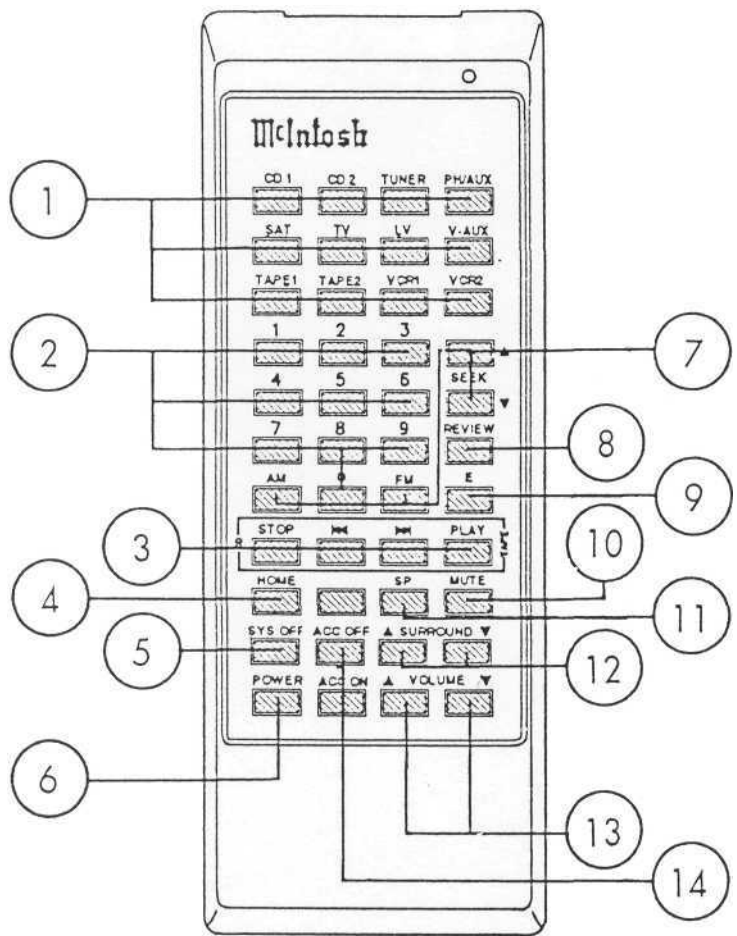 McIntosh
CD 1 CD 2 TUNER PH/AUX
1
SAT TV LV V-AUX
TAPE1 TAPE2 VCR1 VCR2
1 2 3
2 ▲ 7
4 5 6 SEEK
▼
7 8 9 REVIEW
8
AM 0 FM E
9
STOP ⏮ ⏭ PLAY
3 TAPE 10
HOME SP MUTE
4 11
SYS OFF ACC OFF ▲ SURROUND ▼
5 12
POWER ACC ON ▲ VOLUME ▼
6
13
14